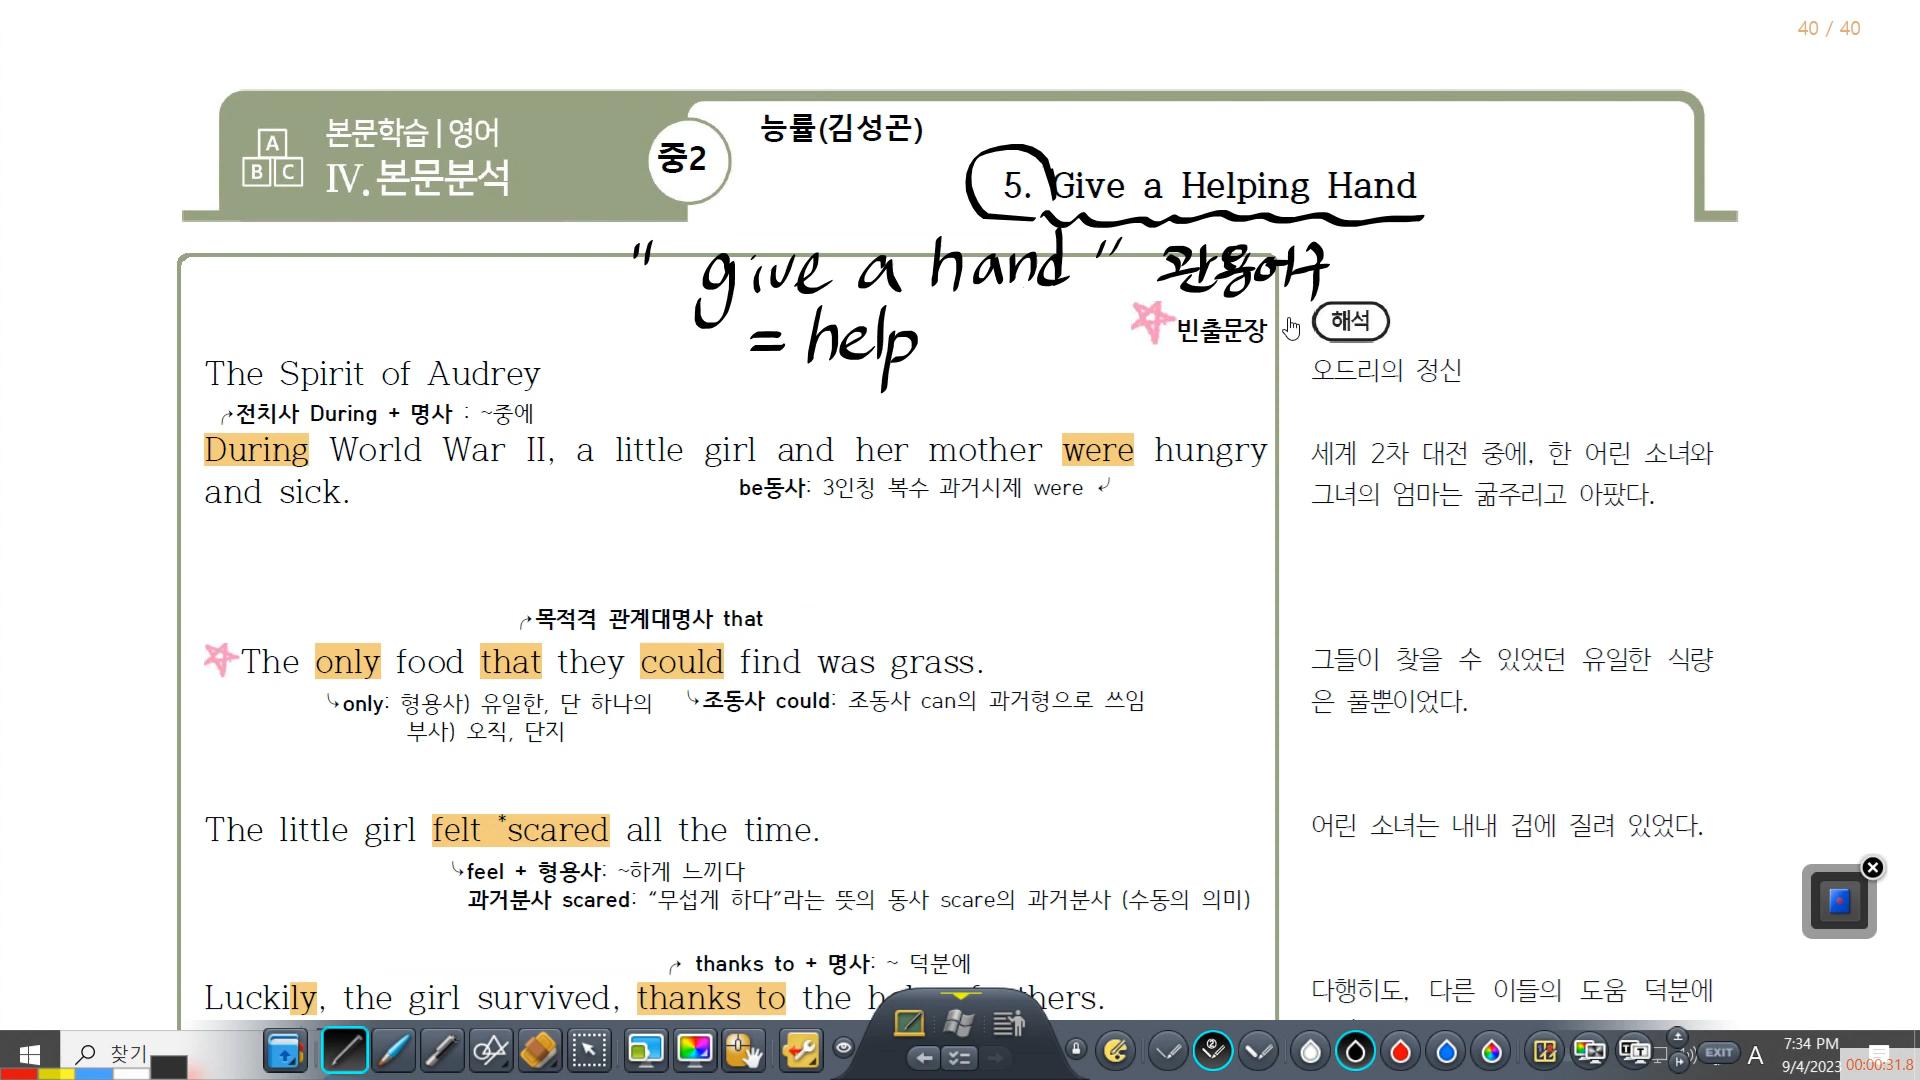 40 / 40
본문학습 | 영어
Ⅳ. 본문분석
A
B C
중2
능률(김성곤)
5. Give a Helping Hand
" give a hand " 관용어구
= help
빈출문장
해석
The Spirit of Audrey
오드리의 정신
전치사 During + 명사 : ~중에
During World War II, a little girl and her mother were hungry
and sick.
be동사: 3인칭 복수 과거시제 were
세계 2차 대전 중에, 한 어린 소녀와
그녀의 엄마는 굶주리고 아팠다.
목적격 관계대명사 that
The only food that they could find was grass.
only: 형용사) 유일한, 단 하나의
부사) 오직, 단지
조동사 could: 조동사 can의 과거형으로 쓰임
그들이 찾을 수 있었던 유일한 식량
은 풀뿐이었다.
The little girl felt *scared all the time.
feel + 형용사: ~하게 느끼다
과거분사 scared: "무섭게 하다"라는 뜻의 동사 scare의 과거분사 (수동의 의미)
어린 소녀는 내내 겁에 질려 있었다.
thanks to + 명사: ~ 덕분에
Luckily, the girl survived, thanks to the h thers.
다행히도, 다른 이들의 도움 덕분에
찾기
EXIT
A
7:34 PM
9/4/2023
00:00:31.8